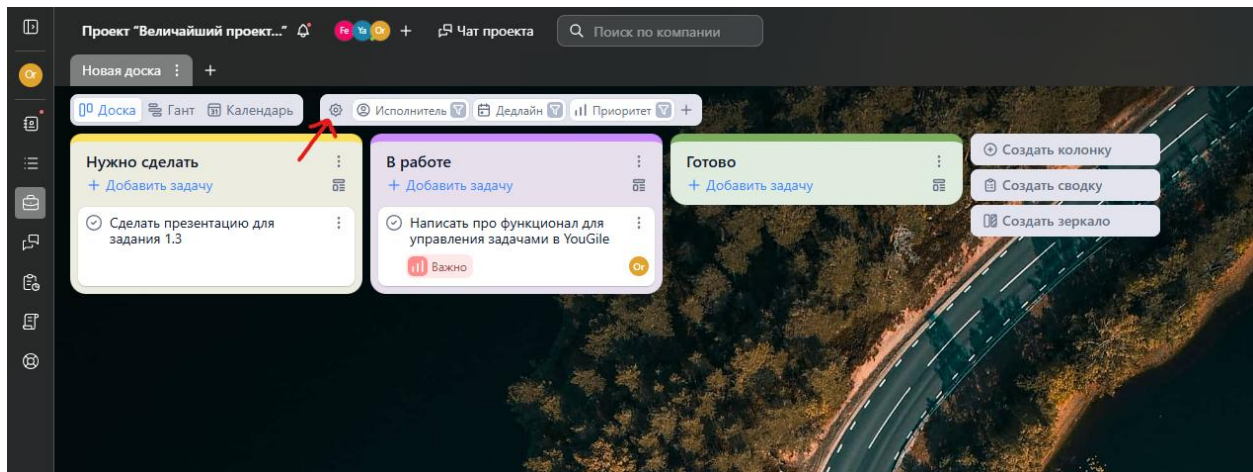 Проект “Величайший проект...”
Fe Ya Or
+
Чат проекта
Поиск по компании
Or
Новая доска
+
Доска
Гант
31 Календарь
Исполнитель
Дедлайн
Приоритет
+
Нужно сделать
+ Добавить задачу
Сделать презентацию для
задания 1.3
В работе
+ Добавить задачу
Написать про функционал для
управления задачами в YouGile
Важно
Or
Готово
+ Добавить задачу
Создать колонку
Создать сводку
Создать зеркало